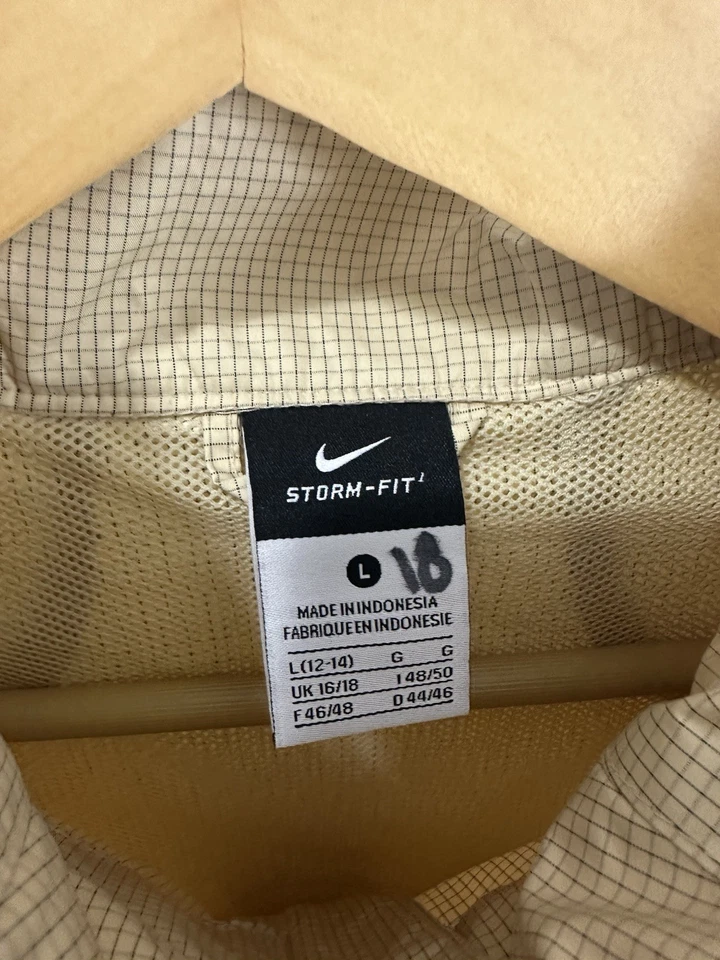 STORM-FIT¹
L 18
MADE IN INDONESIA
FABRIQUE EN INDONESIE
L(12-14) G G
UK 16/18 I 48/50
F 46/48 D 44/46